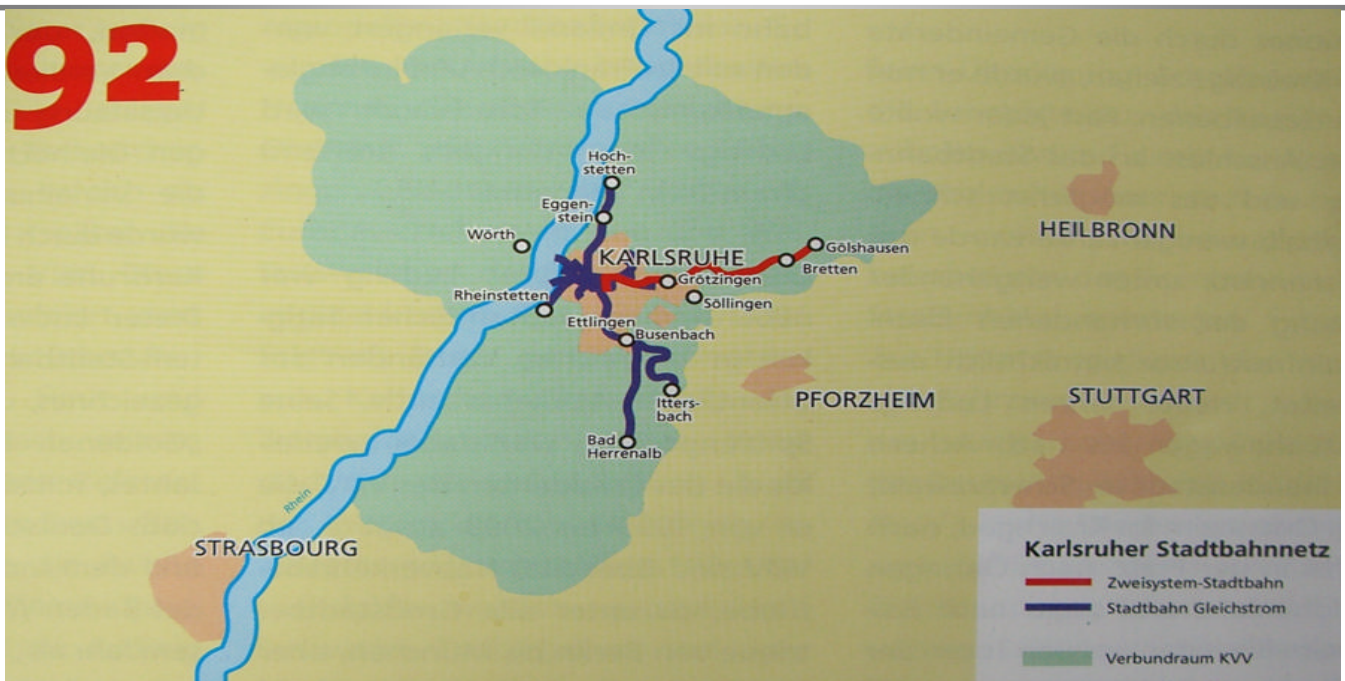 92
Hoch-
stetten
Eggen-
stein
Wörth
KARLSRUHE
Gölshausen
Bretten
Grötzingen
Söllingen
Rheinstetten
Ettlingen
Busenbach
Itters-
bach
Bad
Herrenalb
HEILBRONN
PFORZHEIM
STUTTGART
Rhein
STRASBOURG
Karlsruher Stadtbahnnetz
Zweisystem-Stadtbahn
Stadtbahn Gleichstrom
Verbundraum KVV